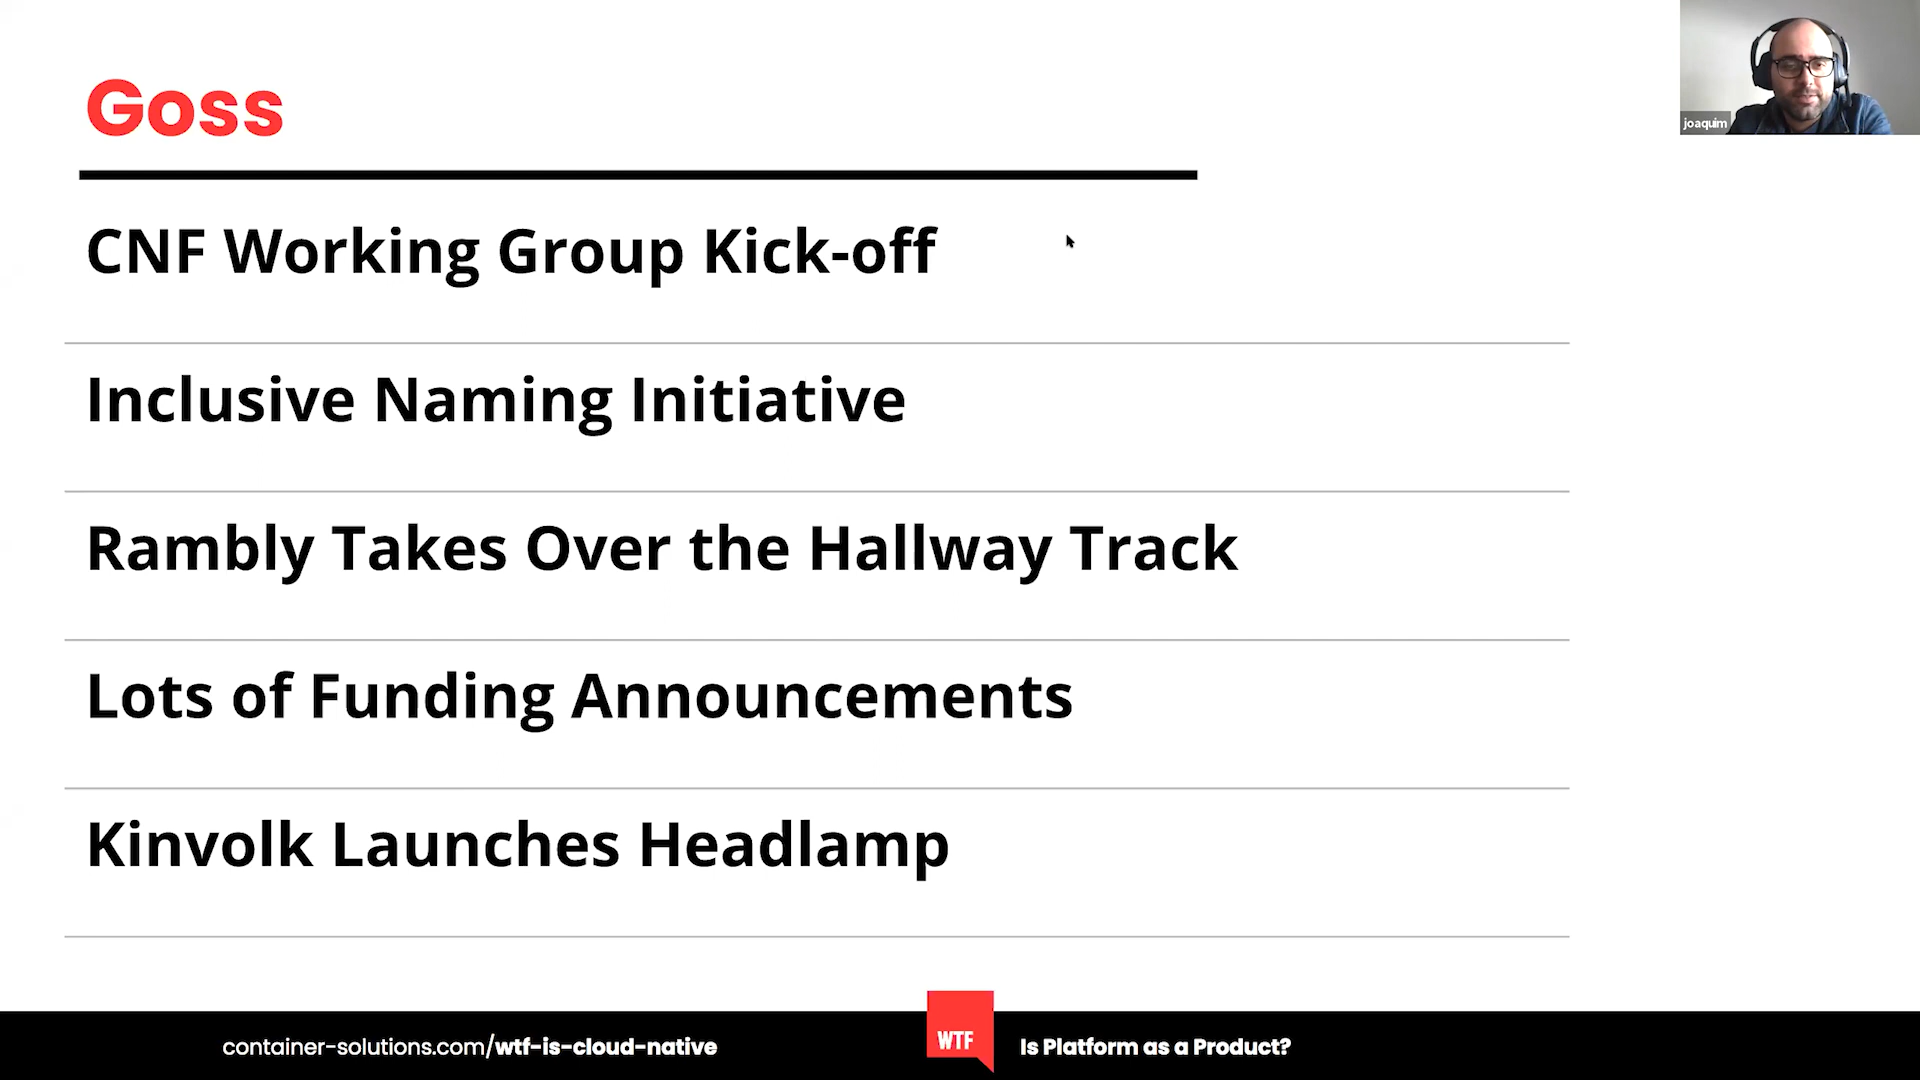 Goss
joaquim
CNF Working Group Kick-off
Inclusive Naming Initiative
Rambly Takes Over the Hallway Track
Lots of Funding Announcements
Kinvolk Launches Headlamp
container-solutions.com/wtf-is-cloud-native
WTF
Is Platform as a Product?